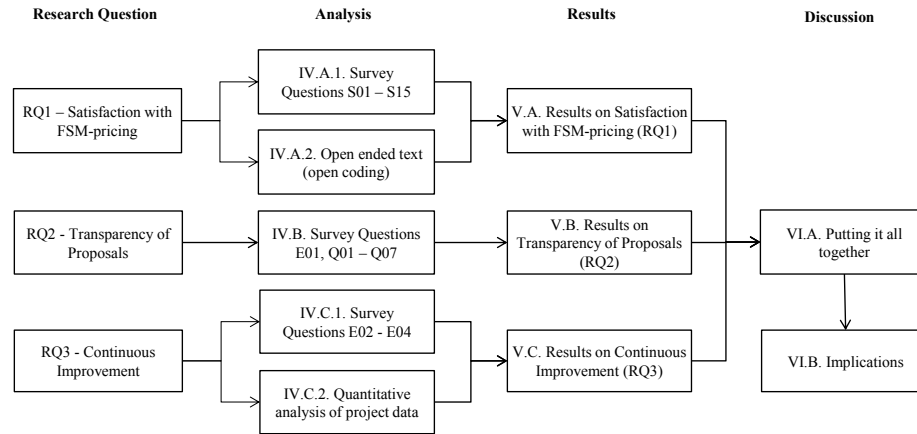 Research Question
Analysis
Results
Discussion
RQ1 – Satisfaction with
FSM-pricing
IV.A.1. Survey
Questions S01 – S15
IV.A.2. Open ended text
(open coding)
V.A. Results on Satisfaction
with FSM-pricing (RQ1)
RQ2 - Transparency of
Proposals
IV.B. Survey Questions
E01, Q01 – Q07
V.B. Results on
Transparency of Proposals
(RQ2)
VI.A. Putting it all
together
RQ3 - Continuous
Improvement
IV.C.1. Survey
Questions E02 - E04
IV.C.2. Quantitative
analysis of project data
V.C. Results on Continuous
Improvement (RQ3)
VI.B. Implications